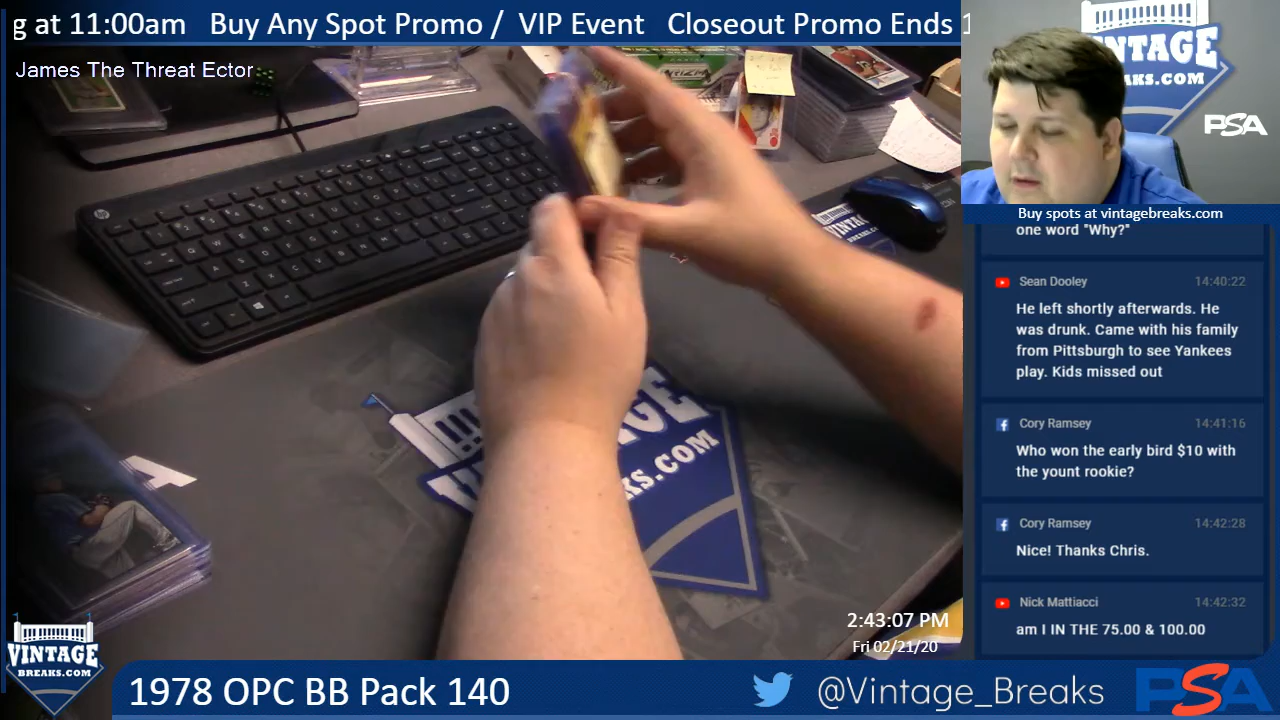 g at 11:00am Buy Any Spot Promo / VIP Event Closeout Promo Ends 1
James The Threat Ector
VINTAGE
BREAKS.COM
PSA
Buy spots at vintagebreaks.com
one word "Why?"
Sean Dooley 14:40:22
He left shortly afterwards. He
was drunk. Came with his family
from Pittsburgh to see Yankees
play. Kids missed out
Cory Ramsey 14:41:16
Who won the early bird $10 with
the yount rookie?
Cory Ramsey 14:42:28
Nice! Thanks Chris.
Nick Mattiacci 14:42:32
am I IN THE 75.00 & 100.00
2:43:07 PM
Fri 02/21/20
VINTAGE
BREAKS.COM
1978 OPC BB Pack 140
@Vintage_Breaks
PSA